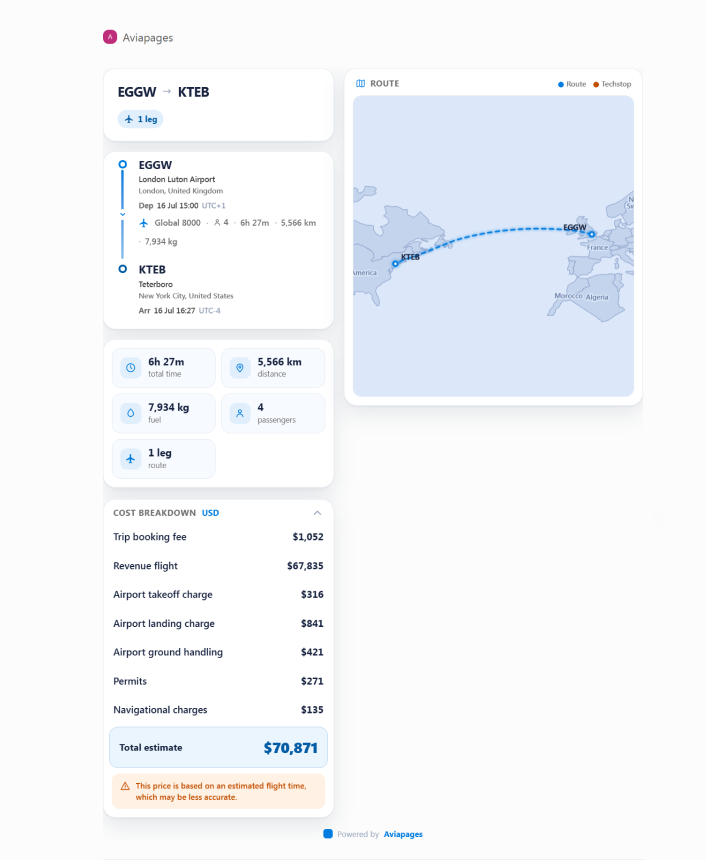 A Aviapages
EGGW → KTEB
1 leg
EGGW
London Luton Airport
London, United Kingdom
Dep 16 Jul 15:00 UTC+1
Global 8000 · 4 · 6h 27m · 5,566 km
· 7,934 kg
KTEB
Teterboro
New York City, United States
Arr 16 Jul 16:27 UTC-4
6h 27m
total time
5,566 km
distance
7,934 kg
fuel
4
passengers
1 leg
route
COST BREAKDOWN USD
Trip booking fee $1,052
Revenue flight $67,835
Airport takeoff charge $316
Airport landing charge $841
Airport ground handling $421
Permits $271
Navigational charges $135
Total estimate $70,871
This price is based on an estimated flight time,
which may be less accurate.
ROUTE
Route Techstop
EGGW
France
KTEB
America
Morocco Algeria
Powered by Aviapages